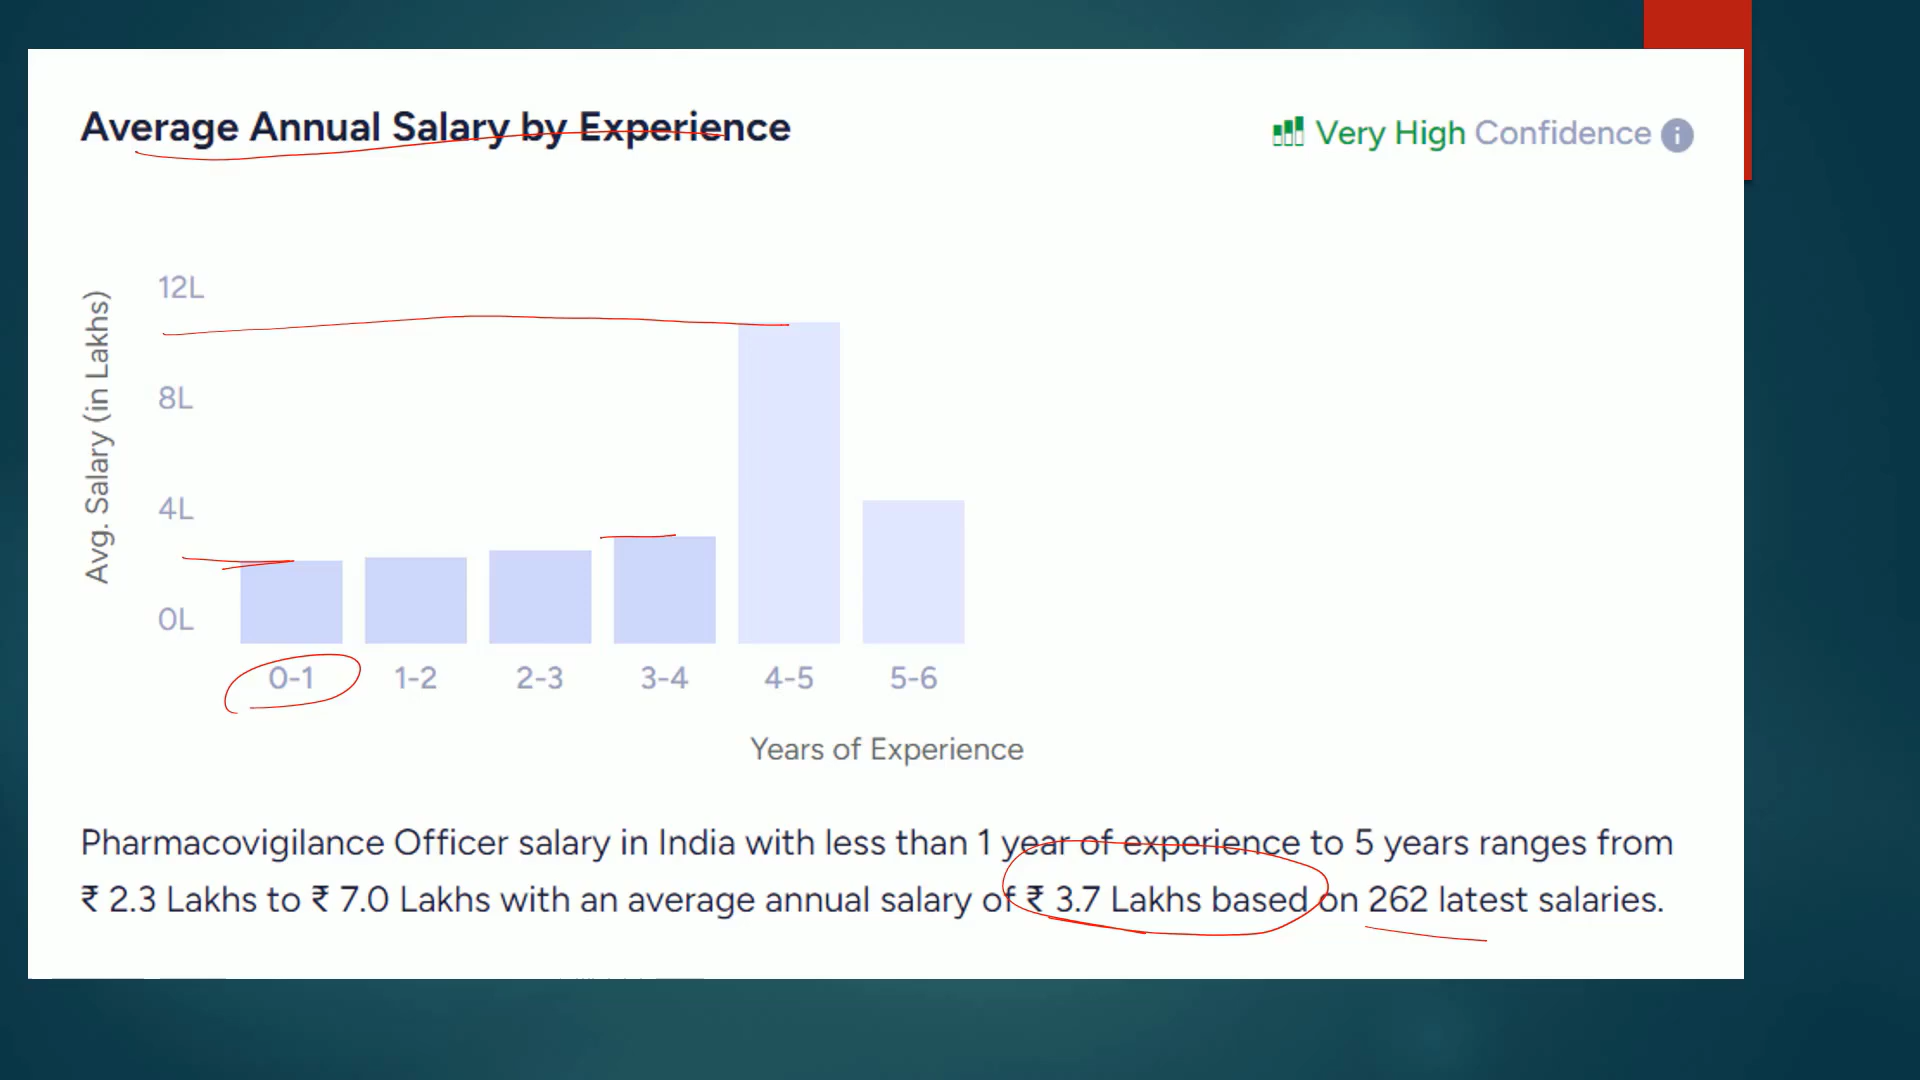 Average Annual Salary by Experience
Very High Confidence i
Avg. Salary (in Lakhs)
12L
8L
4L
0L
0-1 1-2 2-3 3-4 4-5 5-6
Years of Experience
Pharmacovigilance Officer salary in India with less than 1 year of experience to 5 years ranges from
₹ 2.3 Lakhs to ₹ 7.0 Lakhs with an average annual salary of ₹ 3.7 Lakhs based on 262 latest salaries.